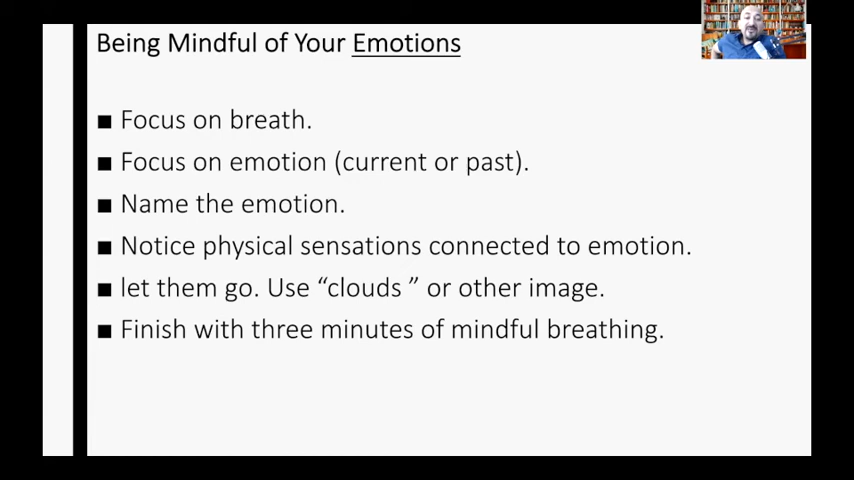 Being Mindful of Your Emotions
■ Focus on breath.
■ Focus on emotion (current or past).
■ Name the emotion.
■ Notice physical sensations connected to emotion.
■ let them go. Use “clouds ” or other image.
■ Finish with three minutes of mindful breathing.